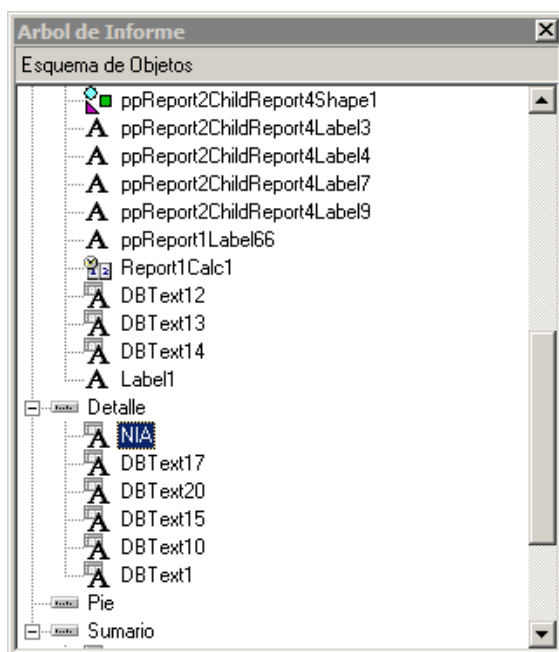 Arbol de Informe
Esquema de Objetos
ppReport2ChildReport4Shape1
ppReport2ChildReport4Label3
ppReport2ChildReport4Label4
ppReport2ChildReport4Label7
ppReport2ChildReport4Label9
ppReport1Label66
Report1Calc1
DBText12
DBText13
DBText14
Label1
Detalle
NIA
DBText17
DBText20
DBText15
DBText10
DBText1
Pie
Sumario